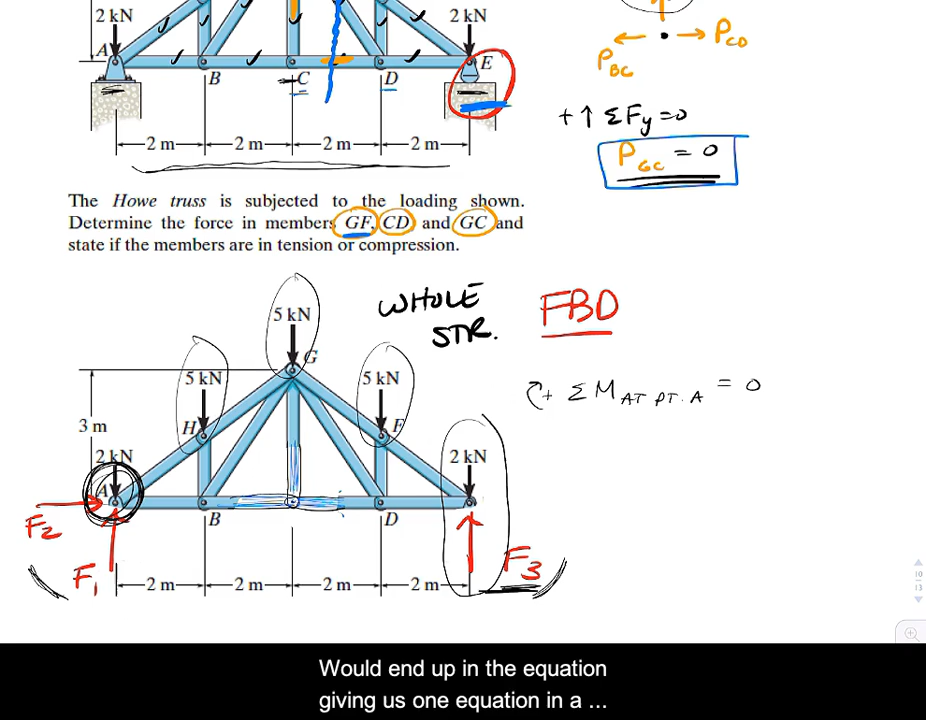 2 kN
2 kN
A
B
C
D
E
2 m
2 m
2 m
2 m
P_BC
P_CD
+↑ ΣFy = 0
P_GC = 0
The Howe truss is subjected to the loading shown.
Determine the force in members GF, CD and GC and
state if the members are in tension or compression.
WHOLE
STR.
FBD
5 kN
G
5 kN
5 kN
H
F
3 m
2 kN
2 kN
A
B
D
F2
F1
F3
2 m
2 m
2 m
2 m
+ Σ M AT PT. A = 0
Would end up in the equation
giving us one equation in a ...